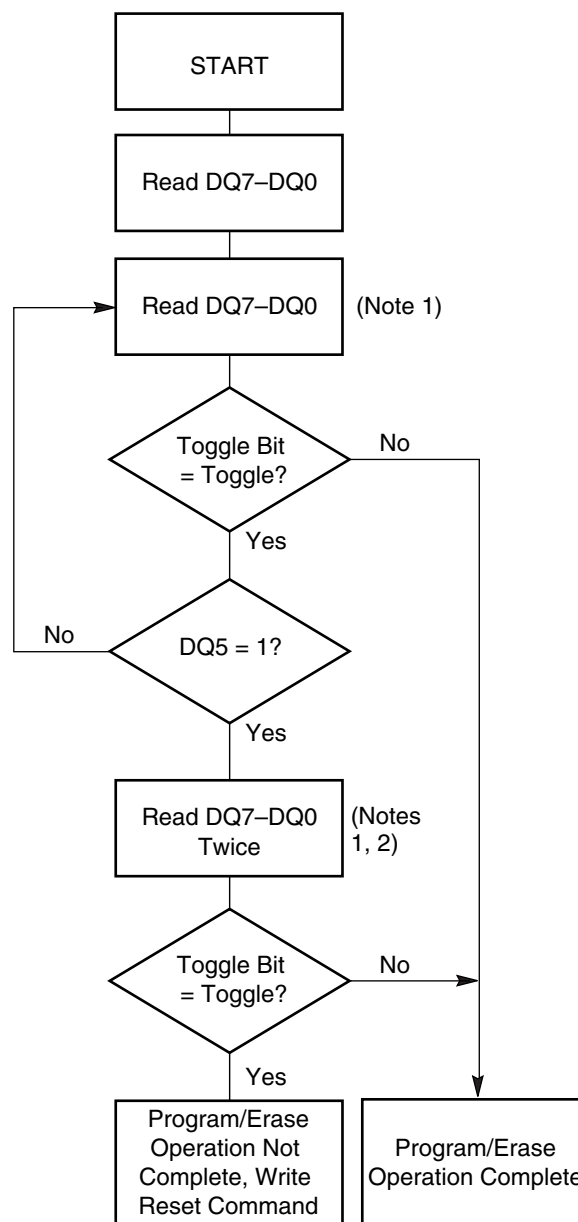 START
Read DQ7–DQ0
Read DQ7–DQ0
(Note 1)
Toggle Bit
= Toggle?
No
Yes
No
DQ5 = 1?
Yes
Read DQ7–DQ0
Twice
(Notes
1, 2)
Toggle Bit
= Toggle?
No
Yes
Program/Erase
Operation Not
Complete, Write
Reset Command
Program/Erase
Operation Complete